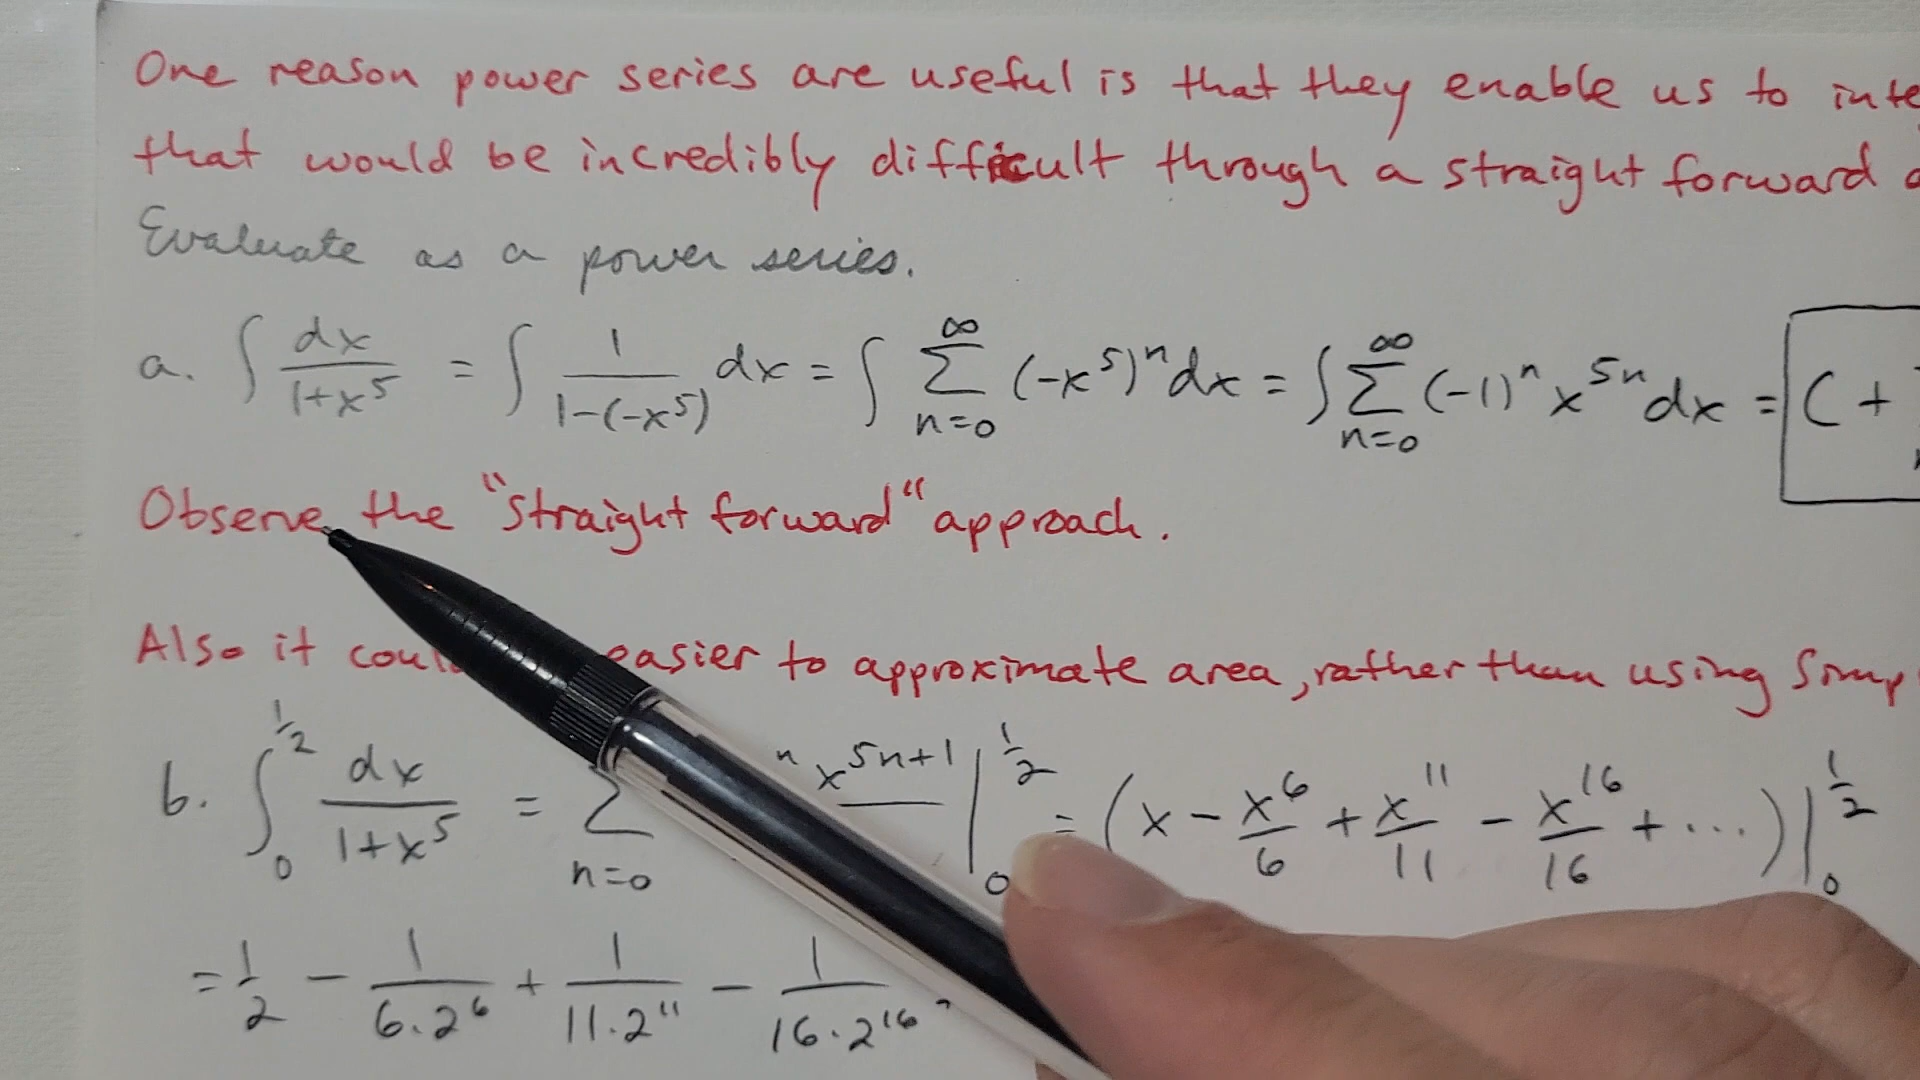 One reason power series are useful is that they enable us to inte
that would be incredibly difficult through a straight forward
Evaluate as a power series.
a. ∫ dx/(1+x^5) = ∫ 1/(1-(-x^5)) dx = ∫ ∑_{n=0}^{∞} (-x^5)^n dx = ∫ ∑_{n=0}^{∞} (-1)^n x^{5n} dx = C +
Observe the "straight forward" approach.
Also it easier to approximate area, rather than using Simp
b. ∫_0^{1/2} dx/(1+x^5) = ∑_{n=0} ^n x^{5n+1} |_0^{1/2} = (x - x^6/6 + x^11/11 - x^16/16 + ...)|_0^{1/2}
= 1/2 - 1/(6·2^6) + 1/(11·2^11) - 1/(16·2^16)